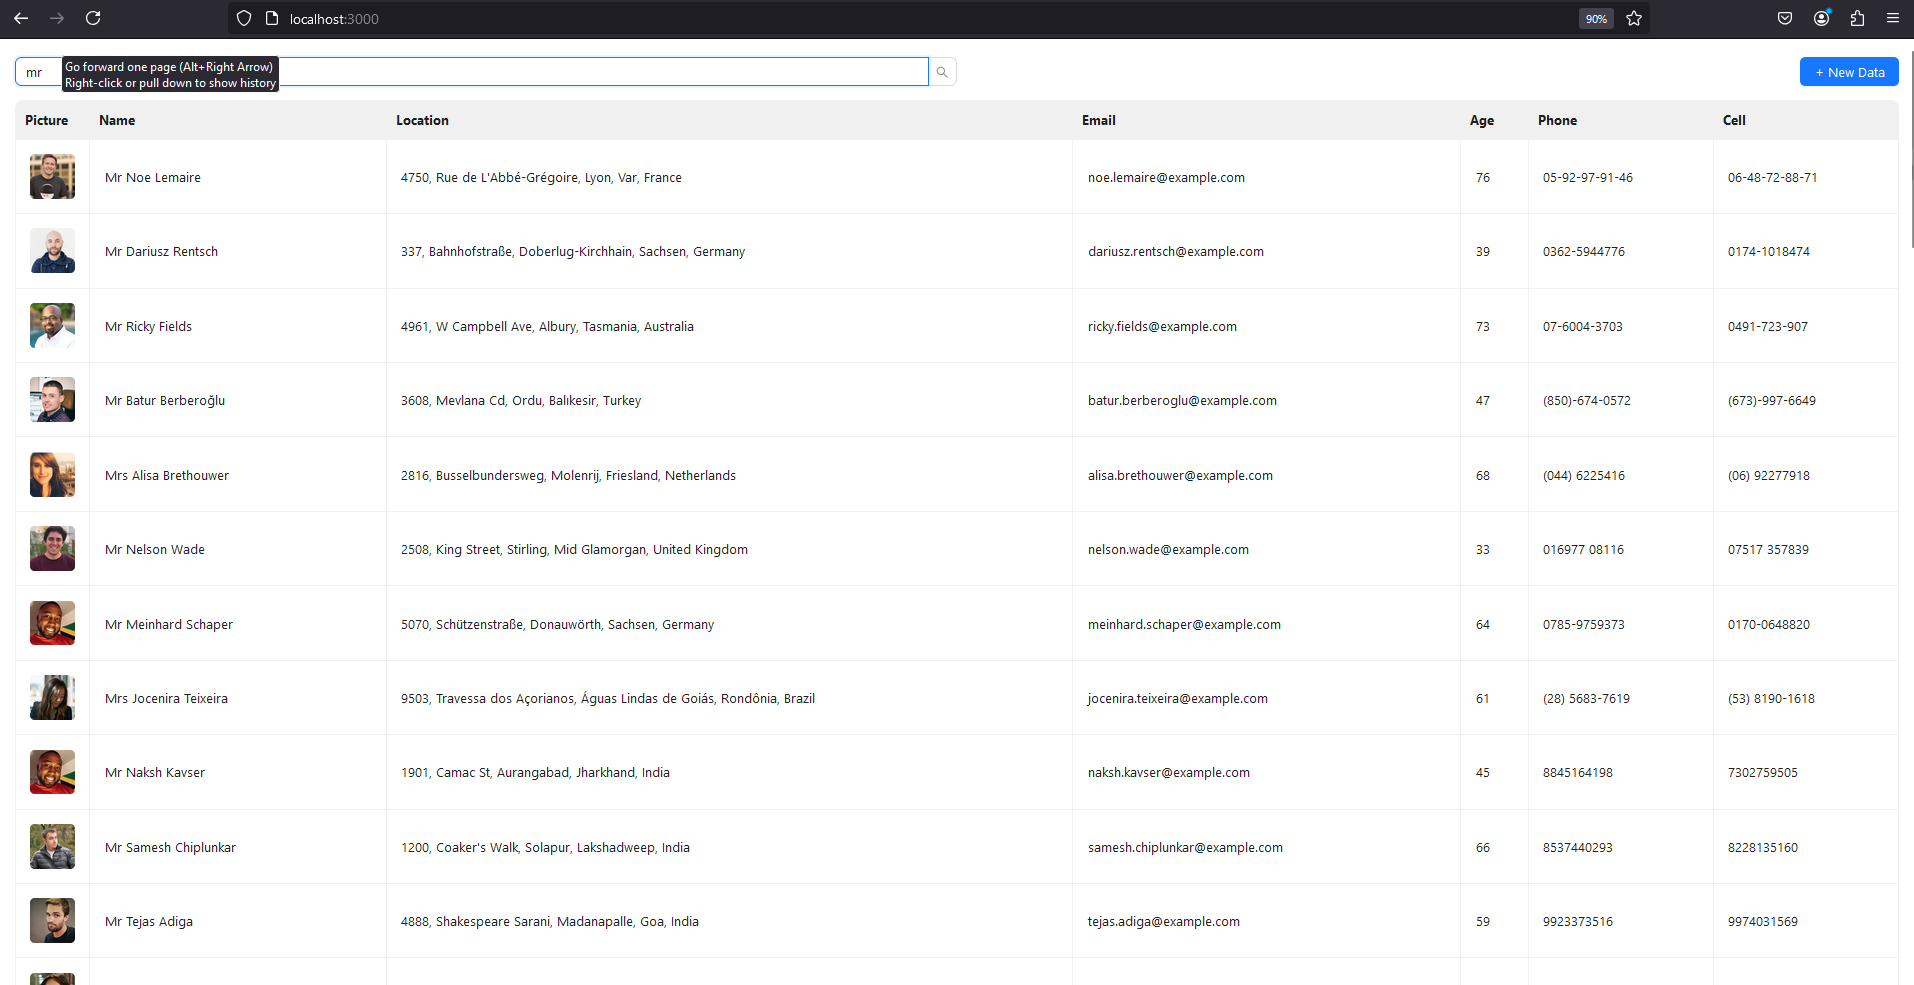 localhost:3000
90%
mr
Go forward one page (Alt+Right Arrow)
Right-click or pull down to show history
+ New Data
Picture Name Location Email Age Phone Cell
Mr Noe Lemaire 4750, Rue de L'Abbé-Grégoire, Lyon, Var, France noe.lemaire@example.com 76 05-92-97-91-46 06-48-72-88-71
Mr Dariusz Rentsch 337, Bahnhofstraße, Doberlug-Kirchhain, Sachsen, Germany dariusz.rentsch@example.com 39 0362-5944776 0174-1018474
Mr Ricky Fields 4961, W Campbell Ave, Albury, Tasmania, Australia ricky.fields@example.com 73 07-6004-3703 0491-723-907
Mr Batur Berberoğlu 3608, Mevlana Cd, Ordu, Balıkesir, Turkey batur.berberoglu@example.com 47 (850)-674-0572 (673)-997-6649
Mrs Alisa Brethouwer 2816, Busselbundersweg, Molenrij, Friesland, Netherlands alisa.brethouwer@example.com 68 (044) 6225416 (06) 92277918
Mr Nelson Wade 2508, King Street, Stirling, Mid Glamorgan, United Kingdom nelson.wade@example.com 33 016977 08116 07517 357839
Mr Meinhard Schaper 5070, Schützenstraße, Donauwörth, Sachsen, Germany meinhard.schaper@example.com 64 0785-9759373 0170-0648820
Mrs Jocenira Teixeira 9503, Travessa dos Açorianos, Águas Lindas de Goiás, Rondônia, Brazil jocenira.teixeira@example.com 61 (28) 5683-7619 (53) 8190-1618
Mr Naksh Kavser 1901, Camac St, Aurangabad, Jharkhand, India naksh.kavser@example.com 45 8845164198 7302759505
Mr Samesh Chiplunkar 1200, Coaker's Walk, Solapur, Lakshadweep, India samesh.chiplunkar@example.com 66 8537440293 8228135160
Mr Tejas Adiga 4888, Shakespeare Sarani, Madanapalle, Goa, India tejas.adiga@example.com 59 9923373516 9974031569